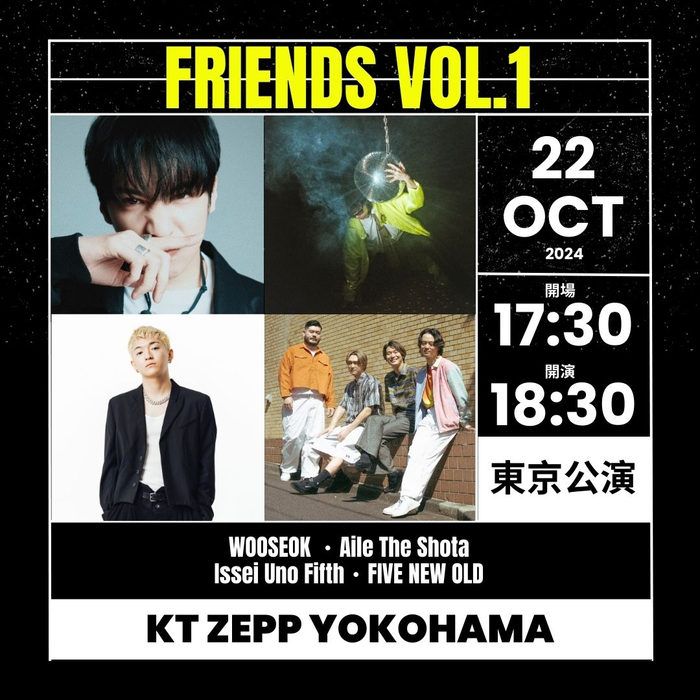 FRIENDS VOL.1
22
OCT
2024
開場
17:30
開演
18:30
東京公演
WOOSEOK ・ Aile The Shota
Issei Uno Fifth ・ FIVE NEW OLD
KT ZEPP YOKOHAMA